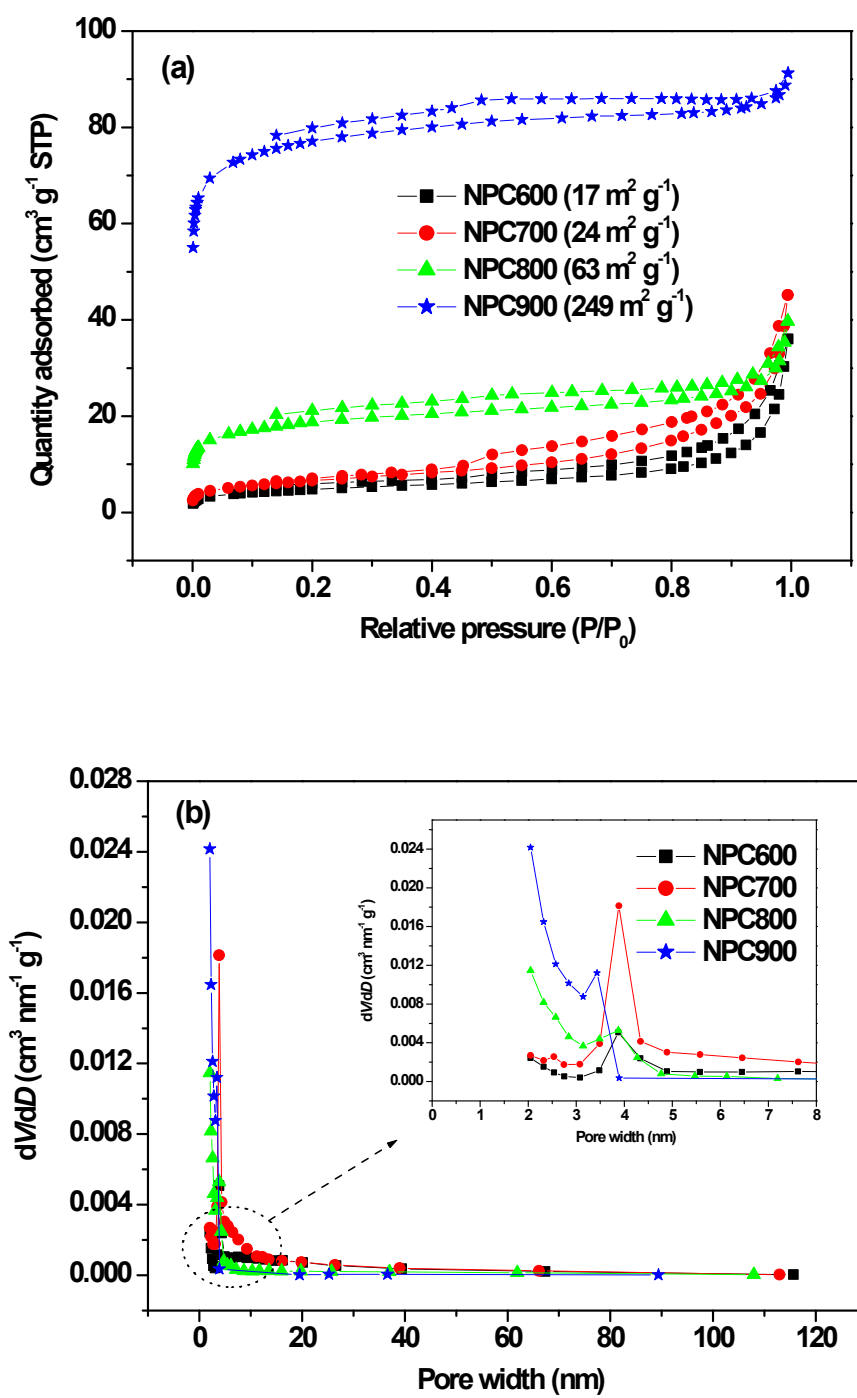 (a)
100
80
60
40
20
0
Quantity adsorbed (cm³ g⁻¹ STP)
NPC600 (17 m² g⁻¹)
NPC700 (24 m² g⁻¹)
NPC800 (63 m² g⁻¹)
NPC900 (249 m² g⁻¹)
0.0 0.2 0.4 0.6 0.8 1.0
Relative pressure (P/P₀)
(b)
0.028
0.024
0.020
0.016
0.012
0.008
0.004
0.000
dV/dD (cm³ nm⁻¹ g⁻¹)
0.024
0.020
0.016
0.012
0.008
0.004
0.000
dV/dD (cm³ nm⁻¹ g⁻¹)
NPC600
NPC700
NPC800
NPC900
0 1 2 3 4 5 6 7 8
Pore width (nm)
0 20 40 60 80 100 120
Pore width (nm)